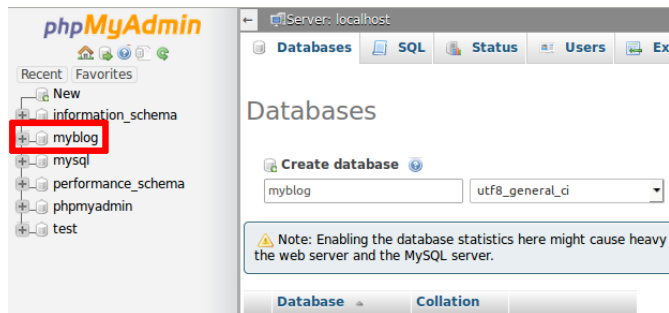 phpMyAdmin
Recent Favorites
New
information_schema
myblog
mysql
performance_schema
phpmyadmin
test
Server: localhost
Databases SQL Status Users Ex
Databases
Create database
myblog utf8_general_ci
Note: Enabling the database statistics here might cause heavy
the web server and the MySQL server.
Database Collation